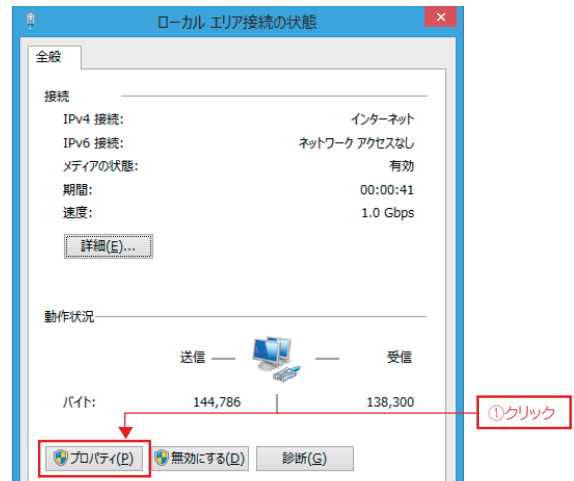 ローカル エリア接続の状態
全般
接続
IPv4 接続: インターネット
IPv6 接続: ネットワーク アクセスなし
メディアの状態: 有効
期間: 00:00:41
速度: 1.0 Gbps
詳細(E)...
動作状況
送信 受信
バイト: 144,786 138,300
①クリック
プロパティ(P) 無効にする(D) 診断(G)